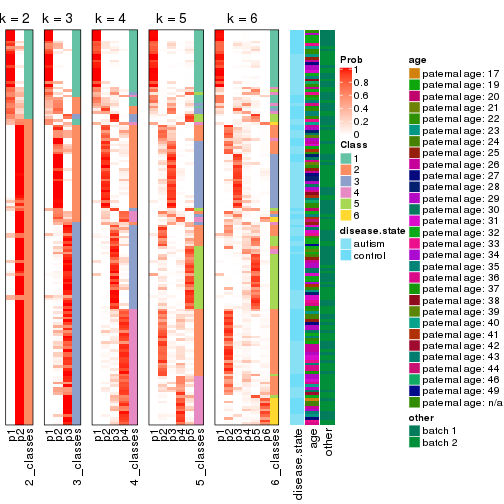 k = 2
k = 3
k = 4
k = 5
k = 6
p1
p2
2_classes
p1
p2
p3
3_classes
p1
p2
p3
p4
4_classes
p1
p2
p3
p4
p5
5_classes
p1
p2
p3
p4
p5
p6
6_classes
disease.state
age
other
Prob
1
0.8
0.6
0.4
0.2
0
Class
1
2
3
4
5
6
disease.state
autism
control
age
paternal age: 17
paternal age: 19
paternal age: 20
paternal age: 21
paternal age: 22
paternal age: 23
paternal age: 24
paternal age: 25
paternal age: 26
paternal age: 27
paternal age: 28
paternal age: 29
paternal age: 30
paternal age: 31
paternal age: 32
paternal age: 33
paternal age: 34
paternal age: 35
paternal age: 36
paternal age: 37
paternal age: 38
paternal age: 39
paternal age: 40
paternal age: 41
paternal age: 42
paternal age: 43
paternal age: 44
paternal age: 46
paternal age: 49
paternal age: n/a
other
batch 1
batch 2